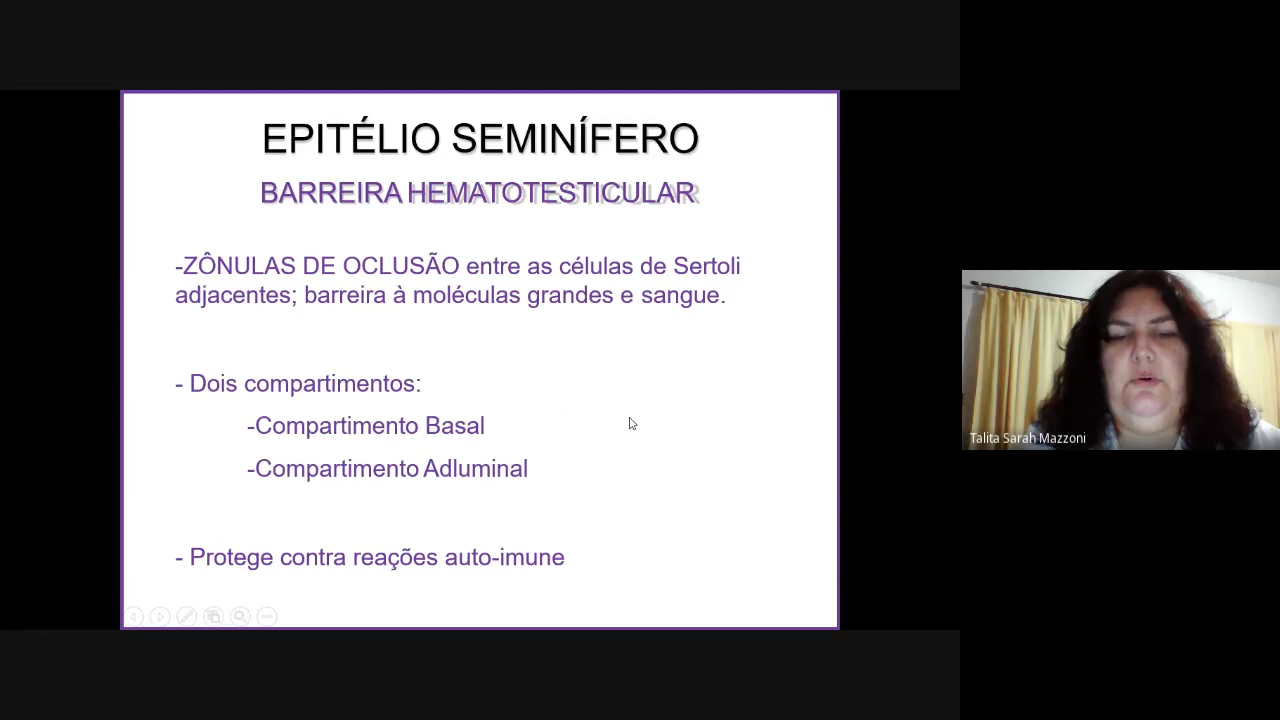 EPITÉLIO SEMINÍFERO
BARREIRA HEMATOTESTICULAR
-ZÔNULAS DE OCLUSÃO entre as células de Sertoli
adjacentes; barreira à moléculas grandes e sangue.
- Dois compartimentos:
-Compartimento Basal
-Compartimento Adluminal
- Protege contra reações auto-imune
Talita Sarah Mazzoni